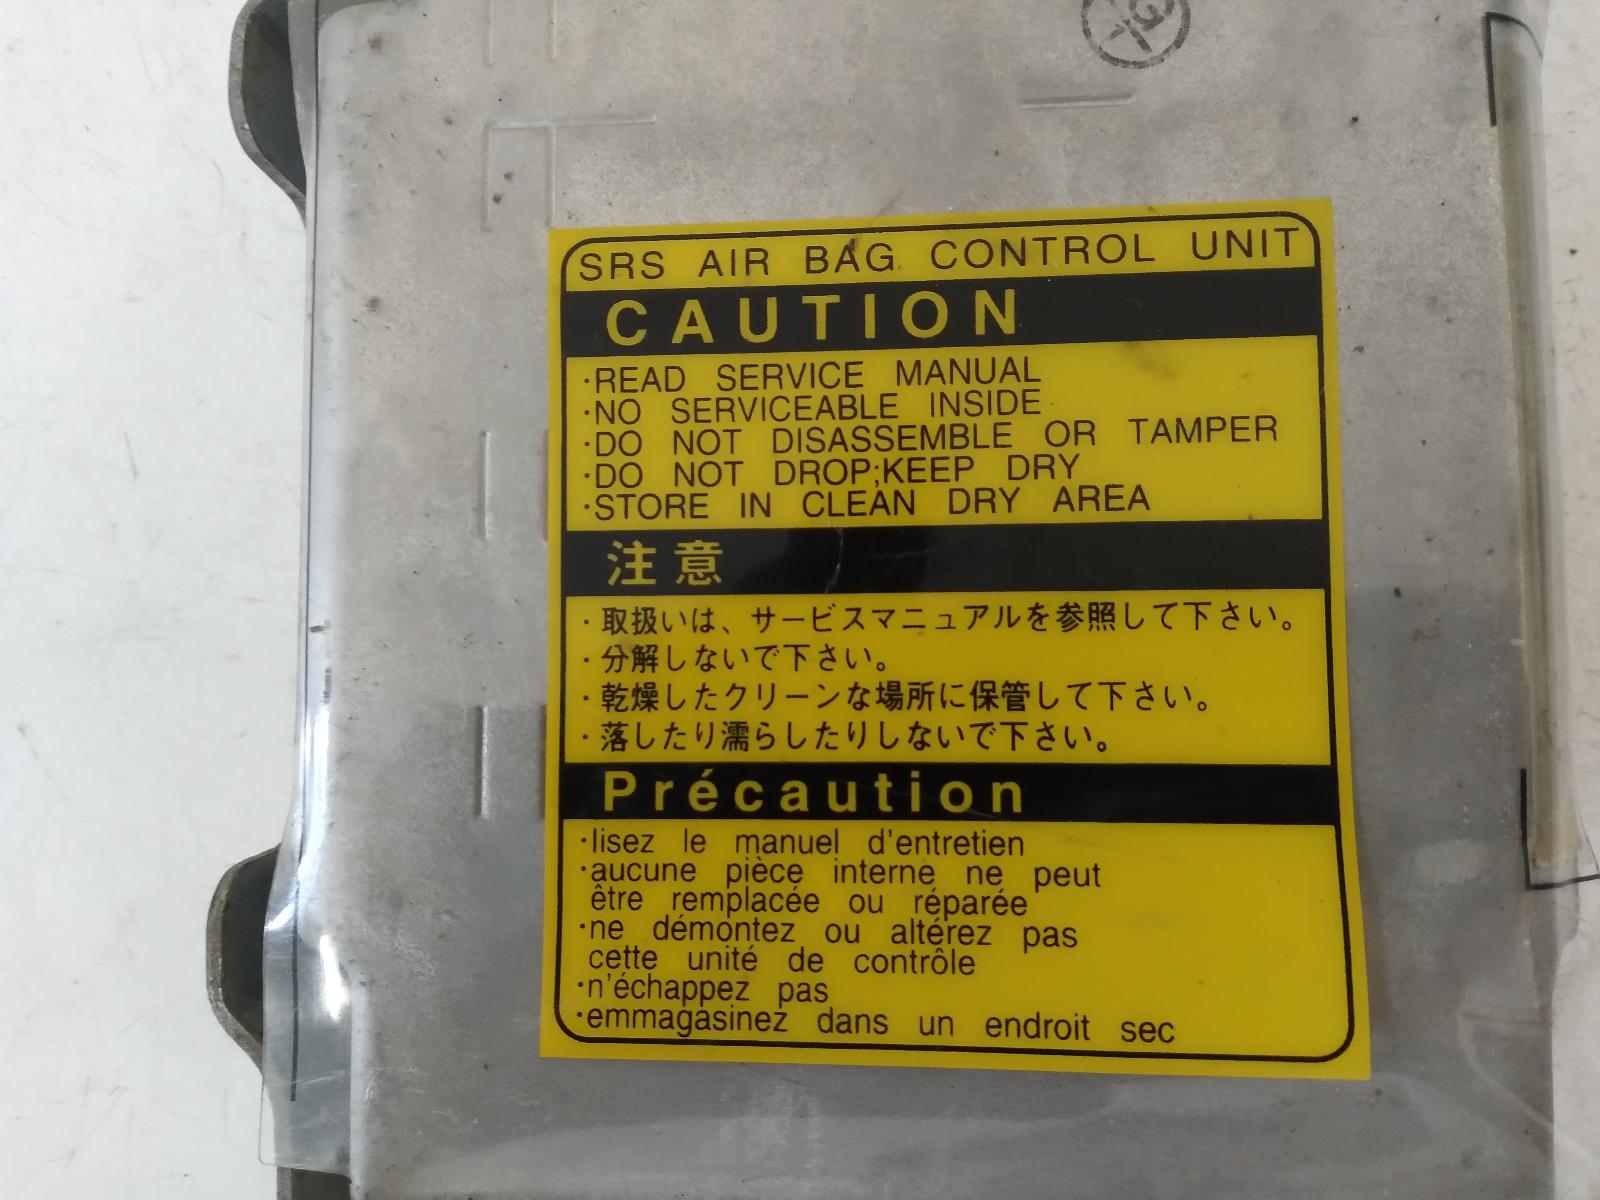 SRS AIR BAG CONTROL UNIT
CAUTION
·READ SERVICE MANUAL
·NO SERVICEABLE INSIDE
·DO NOT DISASSEMBLE OR TAMPER
·DO NOT DROP;KEEP DRY
·STORE IN CLEAN DRY AREA
注意
・取扱いは、サービスマニュアルを参照して下さい。
・分解しないで下さい。
・乾燥したクリーンな場所に保管して下さい。
・落したり濡らしたりしないで下さい。
Précaution
·lisez le manuel d'entretien
·aucune pièce interne ne peut
être remplacée ou réparée
·ne démontez ou altérez pas
cette unité de contrôle
·n'échappez pas
·emmagasinez dans un endroit sec